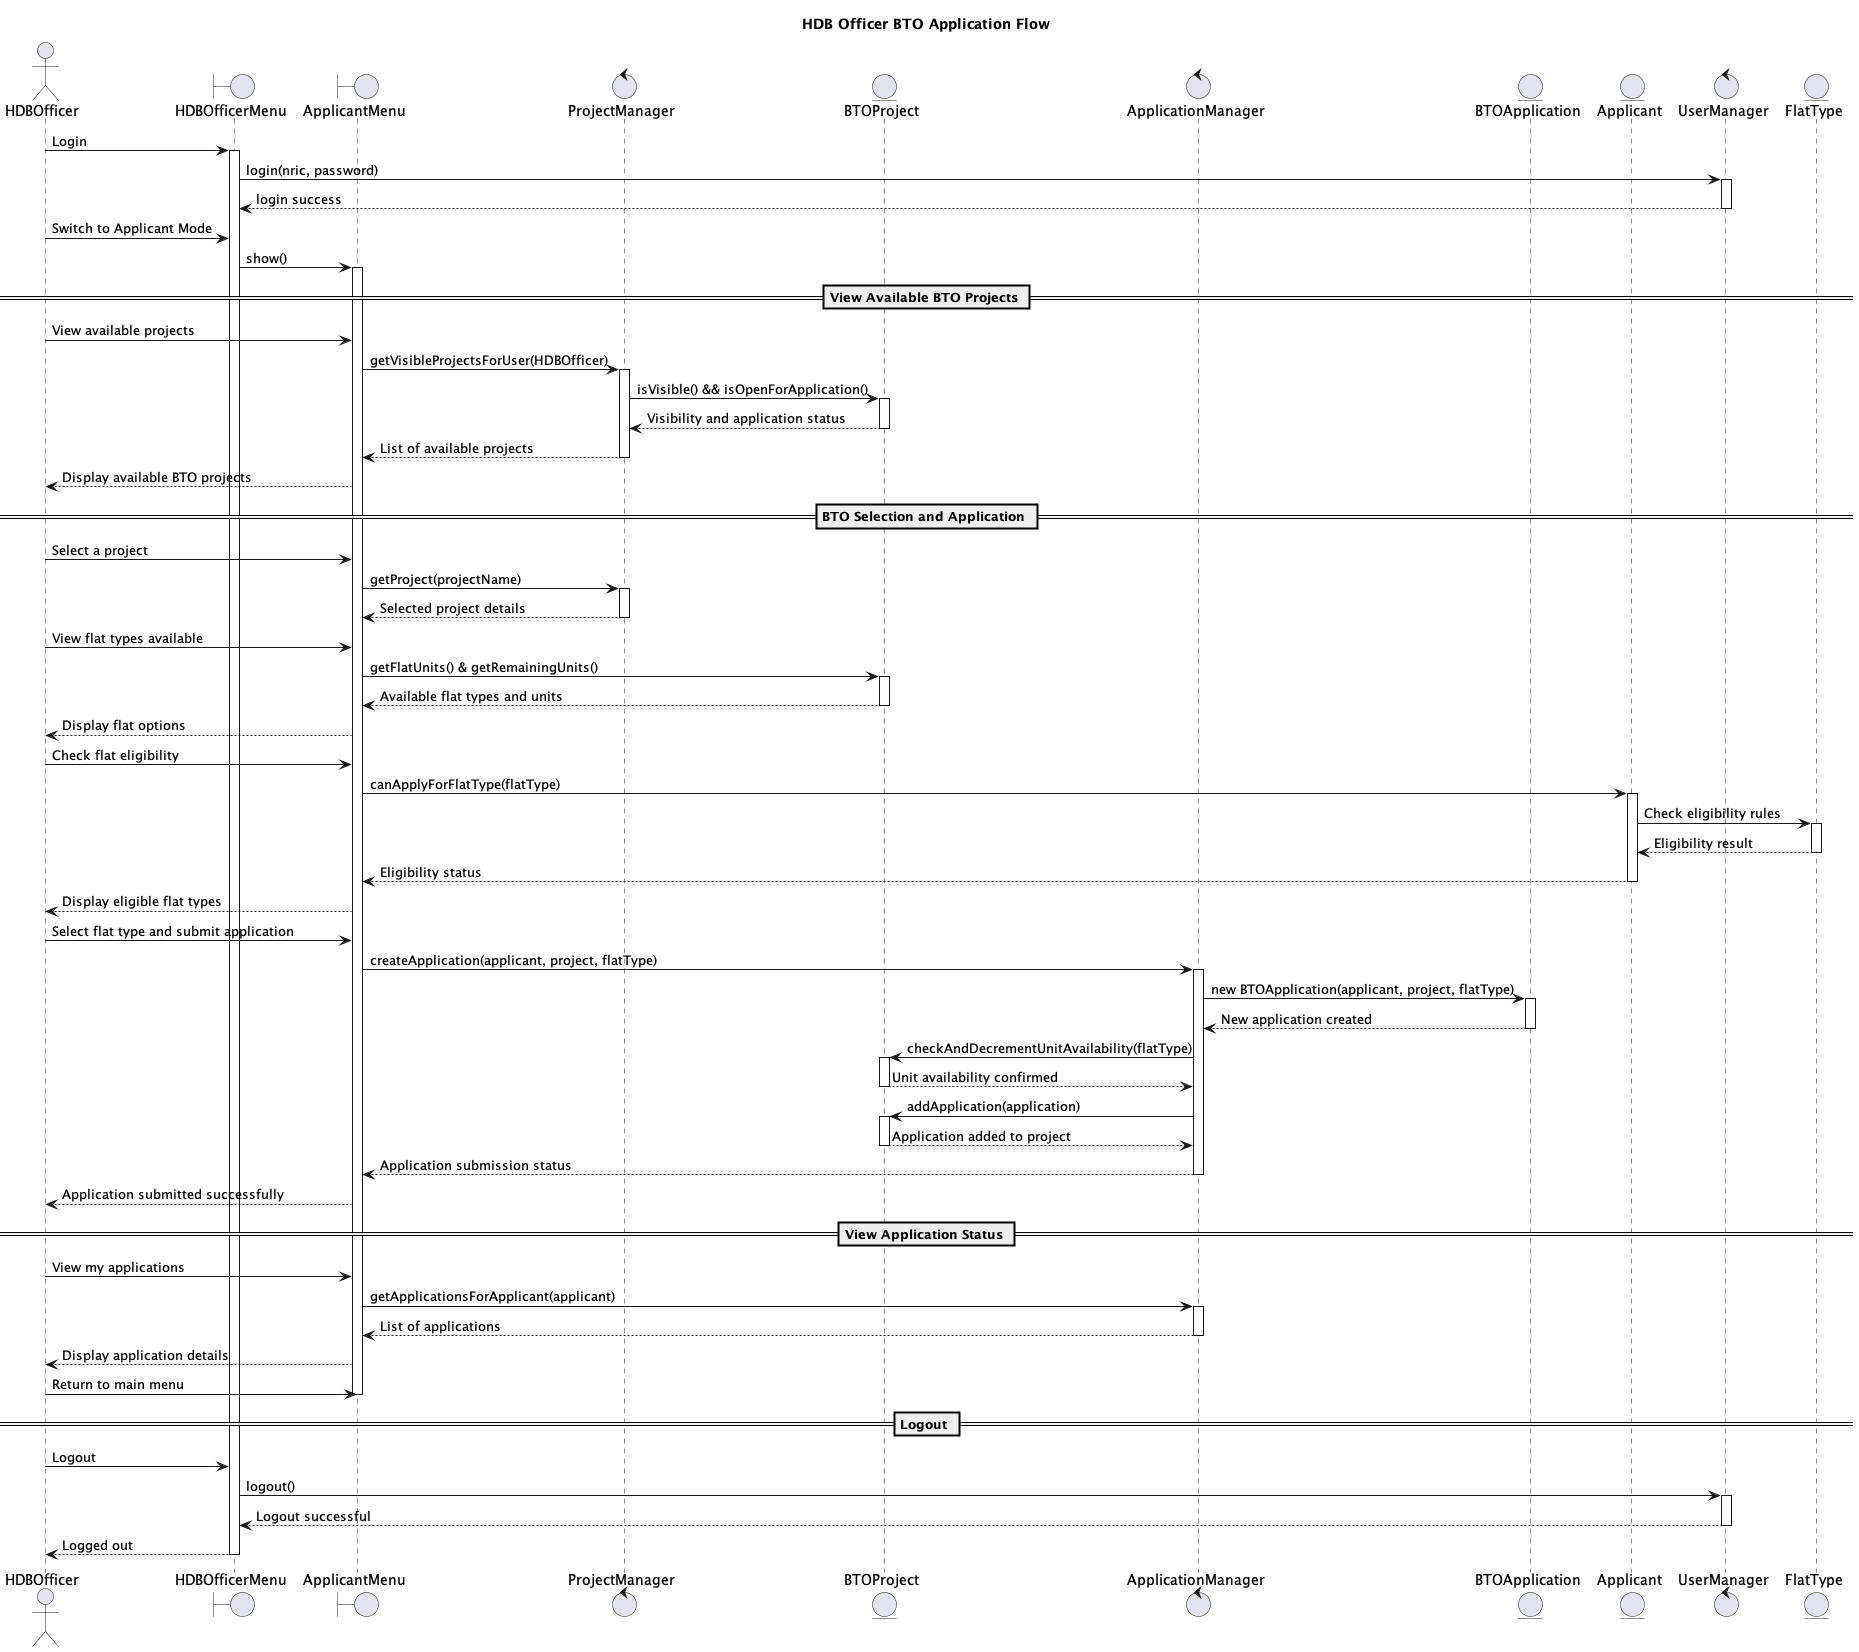 HDB Officer BTO Application Flow
HDBOfficer
HDBOfficerMenu
ApplicantMenu
ProjectManager
BTOProject
ApplicationManager
BTOApplication
Applicant
UserManager
FlatType
Login
login(nric, password)
login success
Switch to Applicant Mode
show()
View Available BTO Projects
View available projects
getVisibleProjectsForUser(HDBOfficer)
isVisible() && isOpenForApplication()
Visibility and application status
List of available projects
Display available BTO projects
BTO Selection and Application
Select a project
getProject(projectName)
Selected project details
View flat types available
getFlatUnits() & getRemainingUnits()
Available flat types and units
Display flat options
Check flat eligibility
canApplyForFlatType(flatType)
Check eligibility rules
Eligibility result
Eligibility status
Display eligible flat types
Select flat type and submit application
createApplication(applicant, project, flatType)
new BTOApplication(applicant, project, flatType)
New application created
checkAndDecrementUnitAvailability(flatType)
Unit availability confirmed
addApplication(application)
Application added to project
Application submission status
Application submitted successfully
View Application Status
View my applications
getApplicationsForApplicant(applicant)
List of applications
Display application details
Return to main menu
Logout
Logout
logout()
Logout successful
Logged out
HDBOfficer
HDBOfficerMenu
ApplicantMenu
ProjectManager
BTOProject
ApplicationManager
BTOApplication
Applicant
UserManager
FlatType